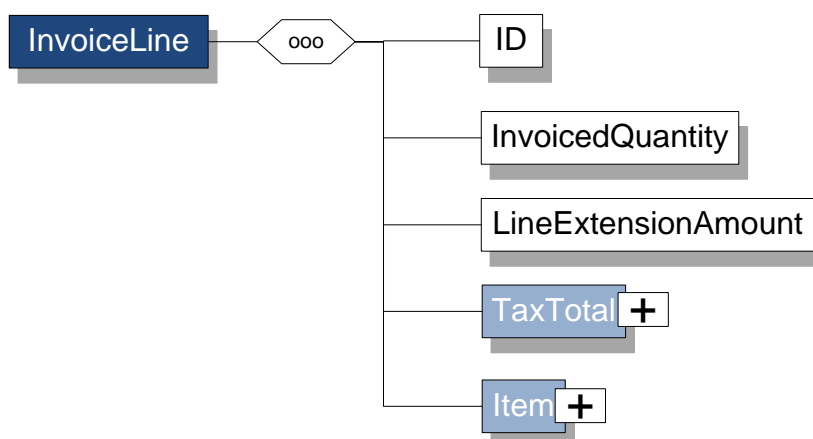 InvoiceLine
ooo
ID
InvoicedQuantity
LineExtensionAmount
TaxTotal +
Item +